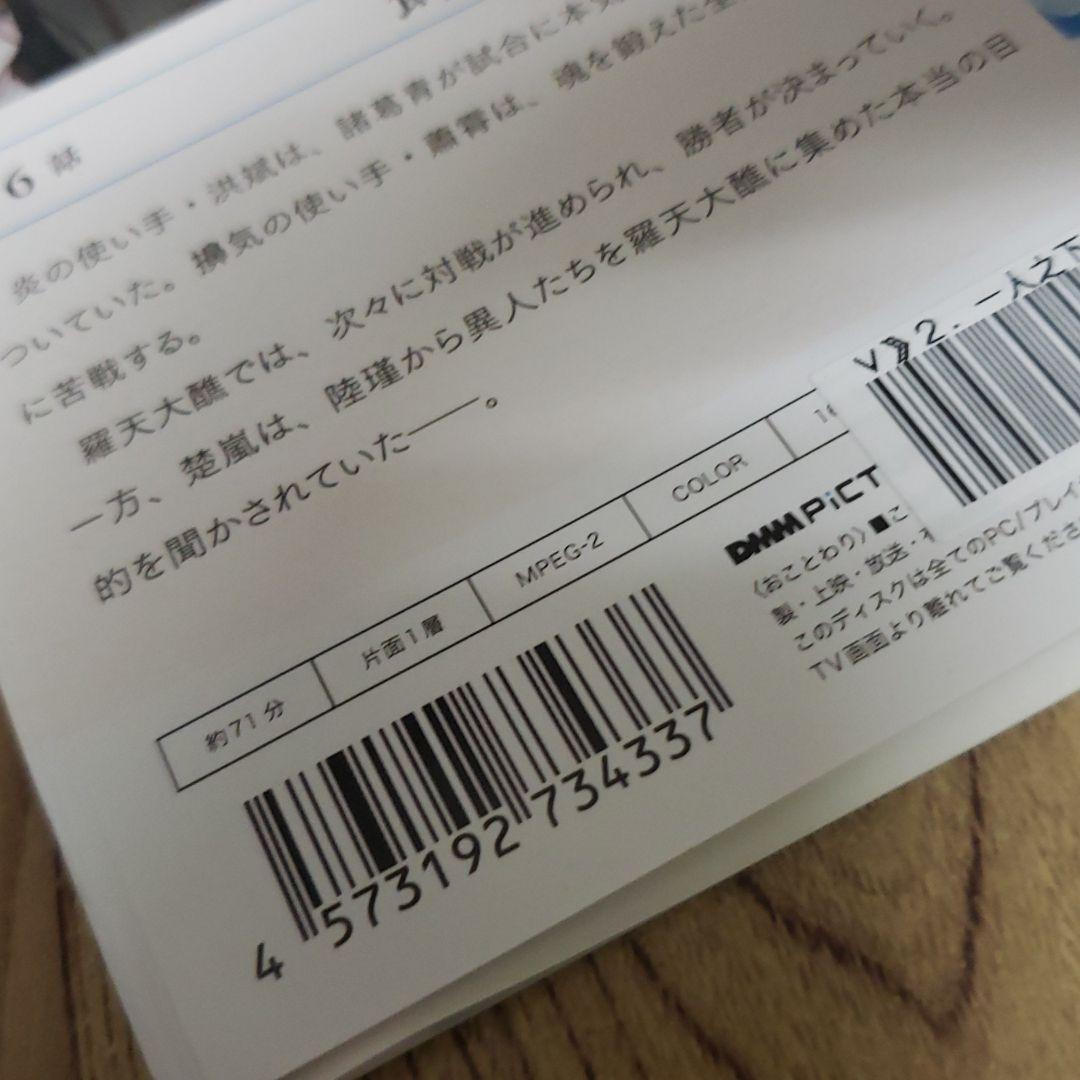 6 話
炎の使い手・洪斌は、諸葛青が試合に本気
ついていた。擤気の使い手・蕭霄は、魂を鍛えた
に苦戦する。
羅天大醮では、次々に対戦が進められ、勝者が決まっていく。
一方、楚嵐は、陸瑾から異人たちを羅天大醮に集めた本当の目
的を聞かされていた――。
約71分
片面1層
MPEG-2
COLOR
DMM PiCT
〈おことわり〉■こ
製・上映・放送・
このディスクは全てのPC/プレイ
TV画面より離れてご覧くださ
2. 一人之下
4 573192 734337